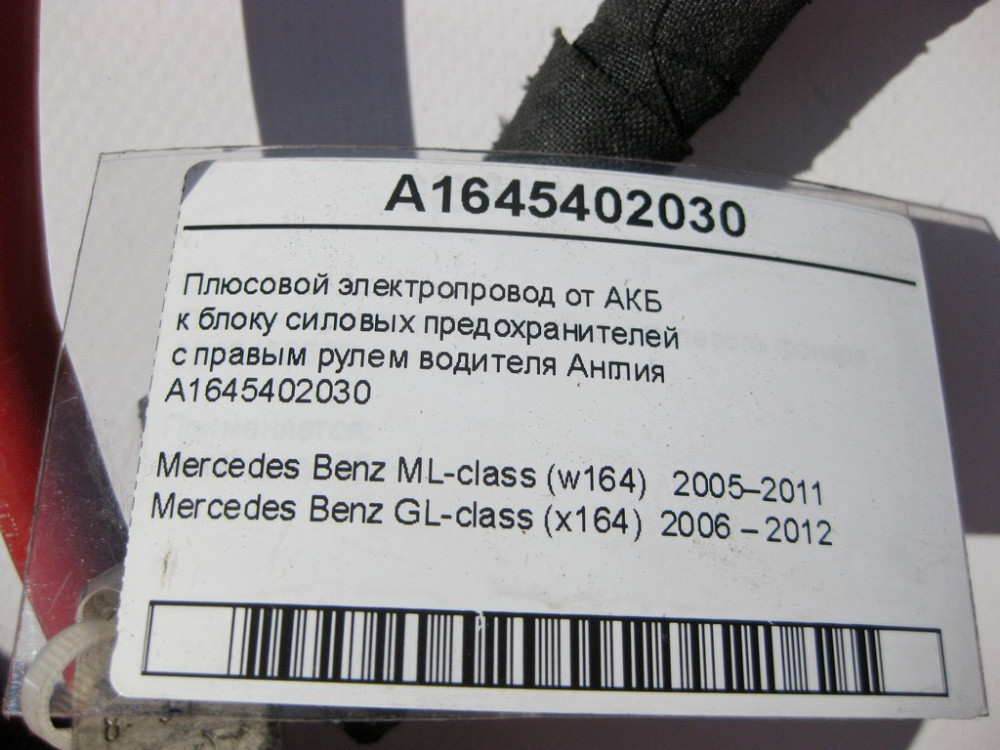 A1645402030
Плюсовой электропровод от АКБ
к блоку силовых предохранителей
с правым рулем водителя Англия
A1645402030
Mercedes Benz ML-class (w164) 2005–2011
Mercedes Benz GL-class (x164) 2006 – 2012